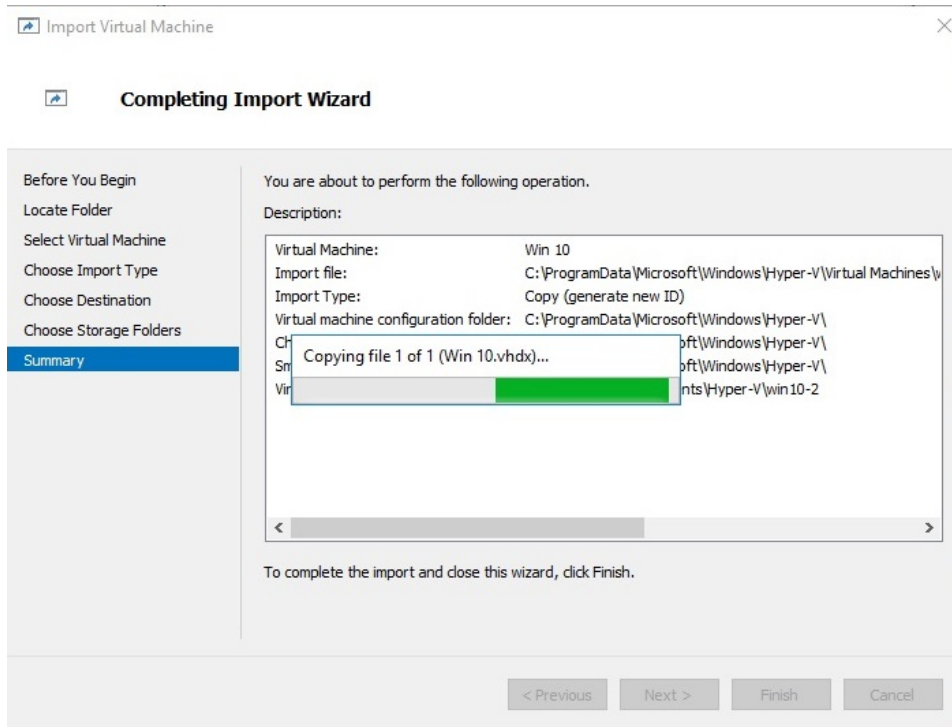 Import Virtual Machine
Completing Import Wizard
Before You Begin
Locate Folder
Select Virtual Machine
Choose Import Type
Choose Destination
Choose Storage Folders
Summary
You are about to perform the following operation.
Description:
Virtual Machine: Win 10
Import file: C:\ProgramData\Microsoft\Windows\Hyper-V\Virtual Machines\
Import Type: Copy (generate new ID)
Virtual machine configuration folder: C:\ProgramData\Microsoft\Windows\Hyper-V\
Ch oft\Windows\Hyper-V\
Copying file 1 of 1 (Win 10.vhdx)...
Sm oft\Windows\Hyper-V\
Vir nts\Hyper-V\win10-2
To complete the import and close this wizard, click Finish.
< Previous Next > Finish Cancel